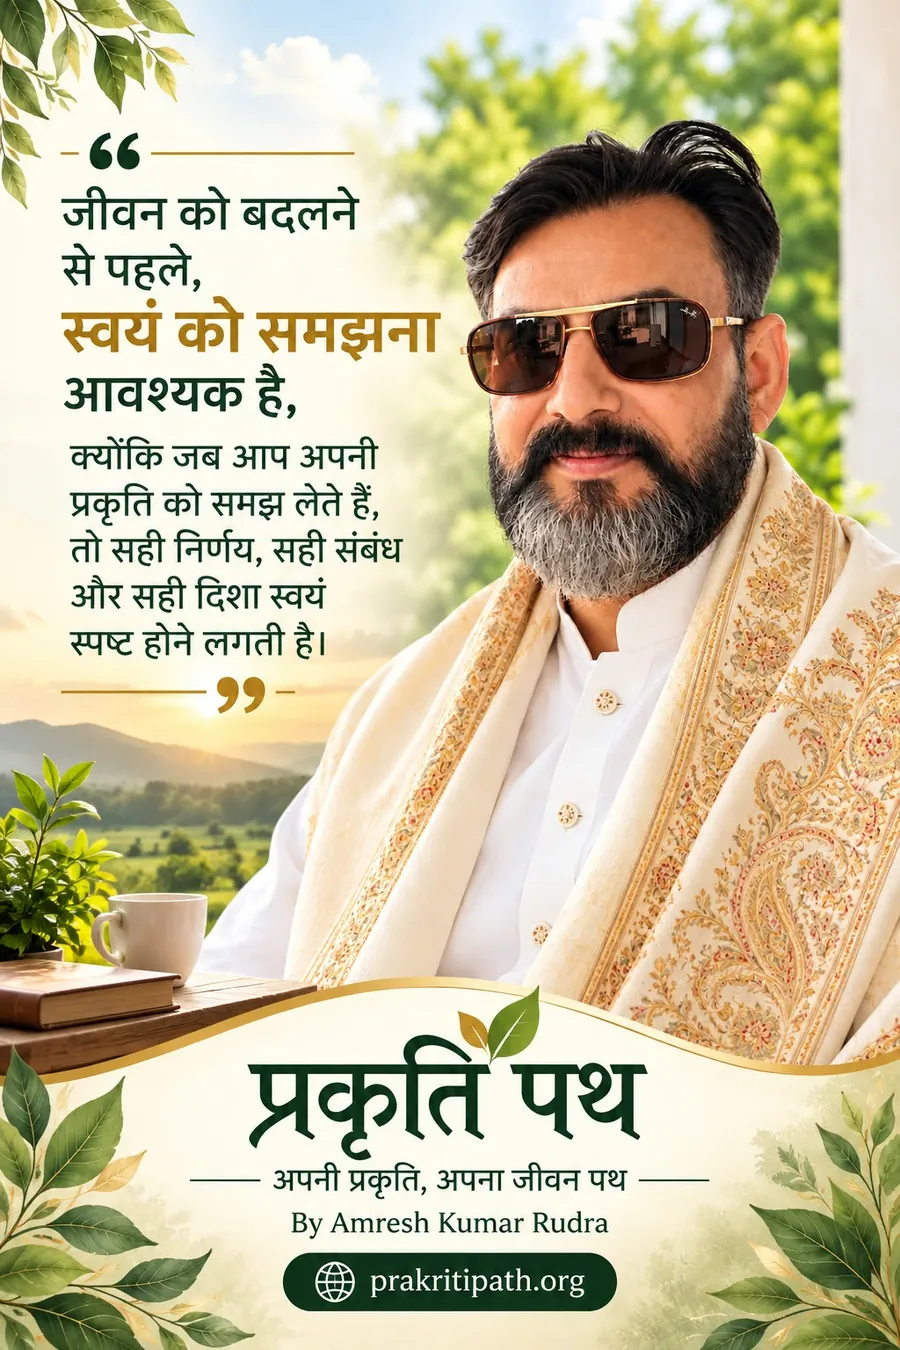 “
जीवन को बदलने
से पहले,
स्वयं को समझना
आवश्यक है,
क्योंकि जब आप अपनी
प्रकृति को समझ लेते हैं,
तो सही निर्णय, सही संबंध
और सही दिशा स्वयं
स्पष्ट होने लगती है।
”
प्रकृति पथ
अपनी प्रकृति, अपना जीवन पथ
By Amresh Kumar Rudra
prakritipath.org